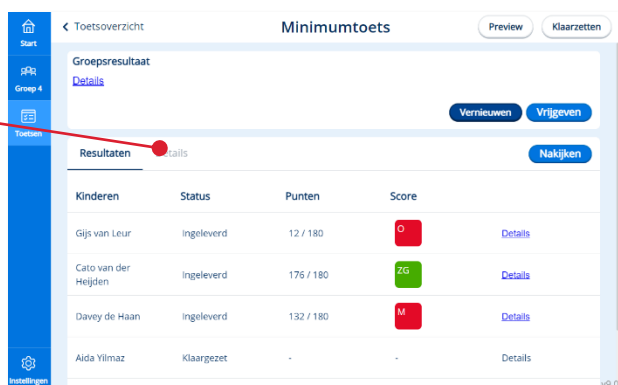 Toetsoverzicht
Minimumtoets
Preview
Klaarzetten
Start
Groep 4
Toetsen
Groepsresultaat
Details
Vernieuwen
Vrijgeven
Resultaten
Nakijken
Kinderen Status Punten Score
Gijs van Leur Ingeleverd 12 / 180 O Details
Cato van der
Heijden Ingeleverd 176 / 180 ZG Details
Davey de Haan Ingeleverd 132 / 180 M Details
Aida Yilmaz Klaargezet - - Details
Instellingen